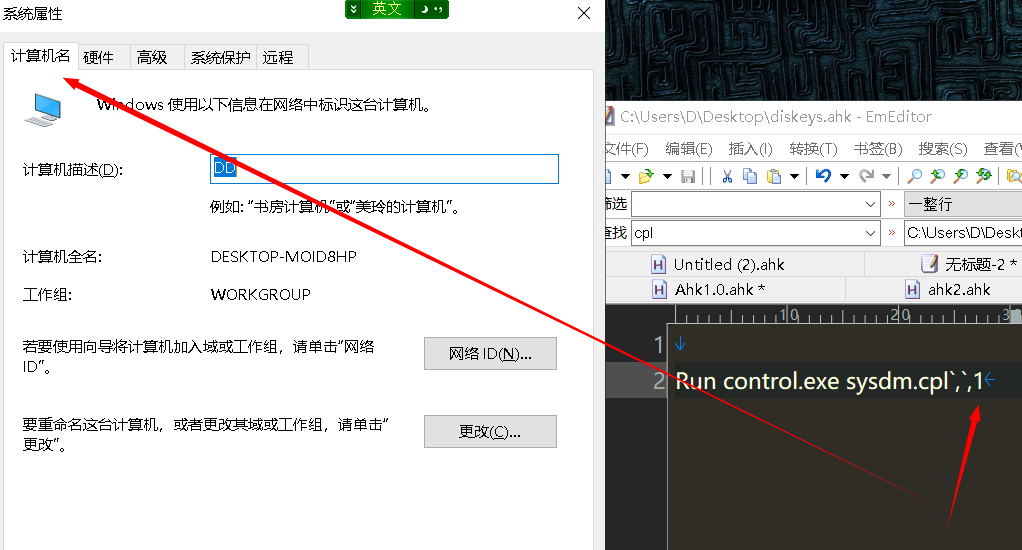 系统属性
英文
计算机名 硬件 高级 系统保护 远程
Windows 使用以下信息在网络中标识这台计算机。
计算机描述(D):
DD
例如: "书房计算机"或"美玲的计算机"。
计算机全名:
DESKTOP-MOID8HP
工作组:
WORKGROUP
若要使用向导将计算机加入域或工作组，请单击"网络
ID"。
网络 ID(N)...
要重命名这台计算机，或者更改其域或工作组，请单击"
更改"。
更改(C)...
C:\Users\D\Desktop\diskeys.ahk - EmEditor
文件(F) 编辑(E) 插入(I) 转换(T) 书签(B) 搜索(S) 查看(V
筛选
一整行
查找
cpl
C:\Users\D\Deskt
Untitled (2).ahk
无标题-2 *
Ahk1.0.ahk *
ahk2.ahk
10 20 3
1
2 Run control.exe sysdm.cpl`,`,1